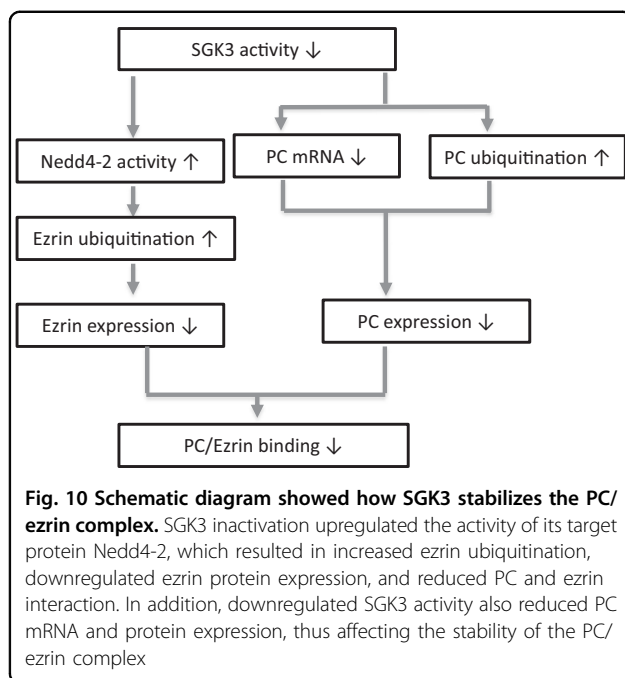 SGK3 activity ↓
Nedd4-2 activity ↑
PC mRNA ↓
PC ubiquitination ↑
Ezrin ubiquitination ↑
Ezrin expression ↓
PC expression ↓
PC/Ezrin binding ↓
Fig. 10 Schematic diagram showed how SGK3 stabilizes the PC/
ezrin complex. SGK3 inactivation upregulated the activity of its target
protein Nedd4-2, which resulted in increased ezrin ubiquitination,
downregulated ezrin protein expression, and reduced PC and ezrin
interaction. In addition, downregulated SGK3 activity also reduced PC
mRNA and protein expression, thus affecting the stability of the PC/
ezrin complex